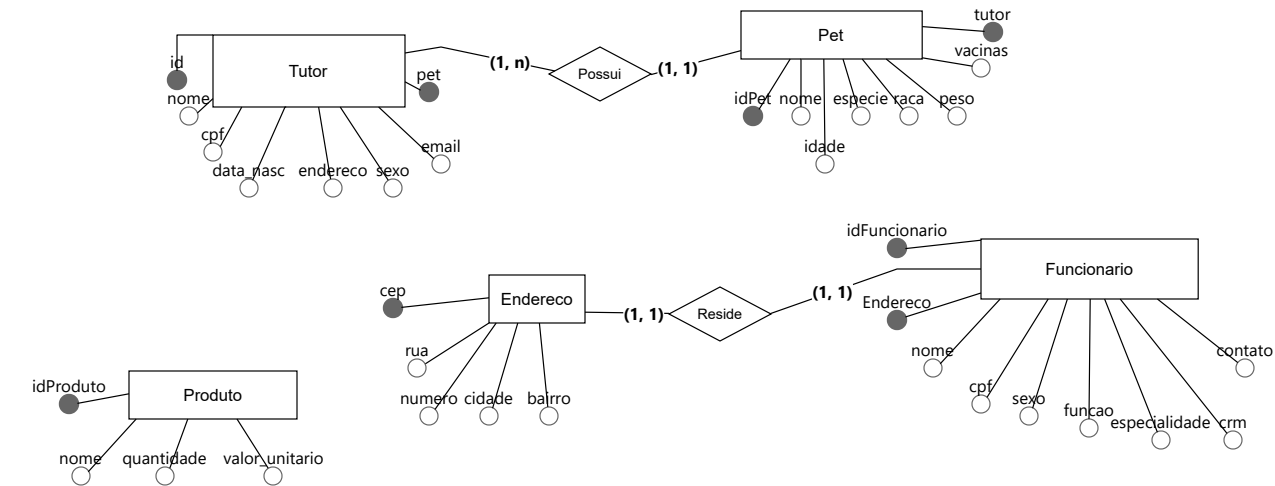 tutor
Pet
vacinas
id
Tutor
pet
(1, n)
Possui
(1, 1)
nome
idPet
nome
especie
raca
peso
cpf
email
idade
data_nasc
endereco
sexo
idFuncionario
Funcionario
cep
Endereco
(1, 1)
Reside
(1, 1)
Endereco
rua
nome
contato
idProduto
Produto
numero
cidade
bairro
cpf
sexo
funcao
especialidade
crm
nome
quantidade
valor_unitario